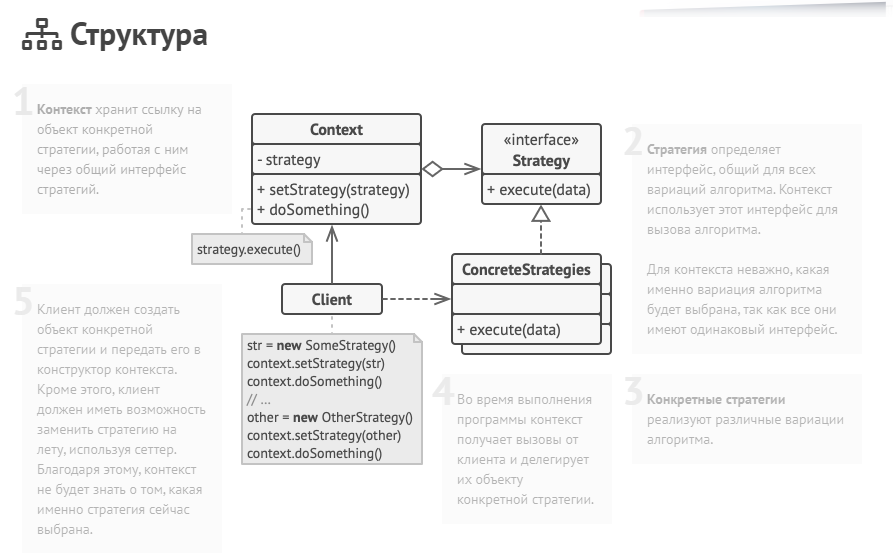 Структура
1
Контекст хранит ссылку на
объект конкретной
стратегии, работая с ним
через общий интерфейс
стратегий.
Context
- strategy
+ setStrategy(strategy)
+ doSomething()
strategy.execute()
«interface»
Strategy
+ execute(data)
2
Стратегия определяет
интерфейс, общий для всех
вариаций алгоритма. Контекст
использует этот интерфейс для
вызова алгоритма.
Для контекста неважно, какая
именно вариация алгоритма
будет выбрана, так как все они
имеют одинаковый интерфейс.
ConcreteStrategies
+ execute(data)
Client
str = new SomeStrategy()
context.setStrategy(str)
context.doSomething()
// ...
other = new OtherStrategy()
context.setStrategy(other)
context.doSomething()
3
Конкретные стратегии
реализуют различные вариации
алгоритма.
4
Во время выполнения
программы контекст
получает вызовы от
клиента и делегирует
их объекту
конкретной стратегии.
5
Клиент должен создать
объект конкретной
стратегии и передать его в
конструктор контекста.
Кроме этого, клиент
должен иметь возможность
заменить стратегию на
лету, используя сеттер.
Благодаря этому, контекст
не будет знать о том, какая
именно стратегия сейчас
выбрана.